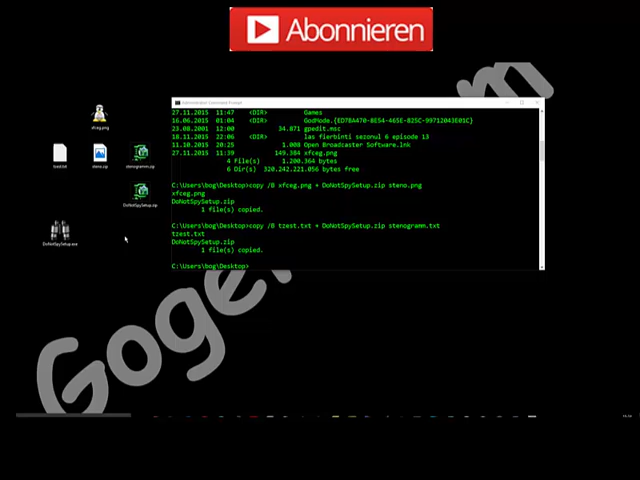 Abonnieren
Administrator: Command Prompt
27.11.2015 11:47 <DIR> Games
16.06.2015 01:04 <DIR> GodMode.{ED7BA470-8E54-465E-825C-99712043E01C}
23.08.2001 12:00 34.871 gpedit.msc
18.11.2015 22:06 <DIR> las fierbinti sezonul 6 episode 13
11.10.2015 20:25 1.008 Open Broadcaster Software.lnk
27.11.2015 11:39 149.384 xfceg.png
4 File(s) 1.200.364 bytes
6 Dir(s) 320.242.221.056 bytes free
C:\Users\bog\Desktop>copy /B xfceg.png + DoNotSpySetup.zip steno.png
xfceg.png
DoNotSpySetup.zip
1 file(s) copied.
C:\Users\bog\Desktop>copy /B tzest.txt + DoNotSpySetup.zip stenogramm.txt
tzest.txt
DoNotSpySetup.zip
1 file(s) copied.
C:\Users\bog\Desktop>
xfceg.png
tzest.txt
steno.zip
stenogramm.zip
DoNotSpySetup.zip
DoNotSpySetup.exe